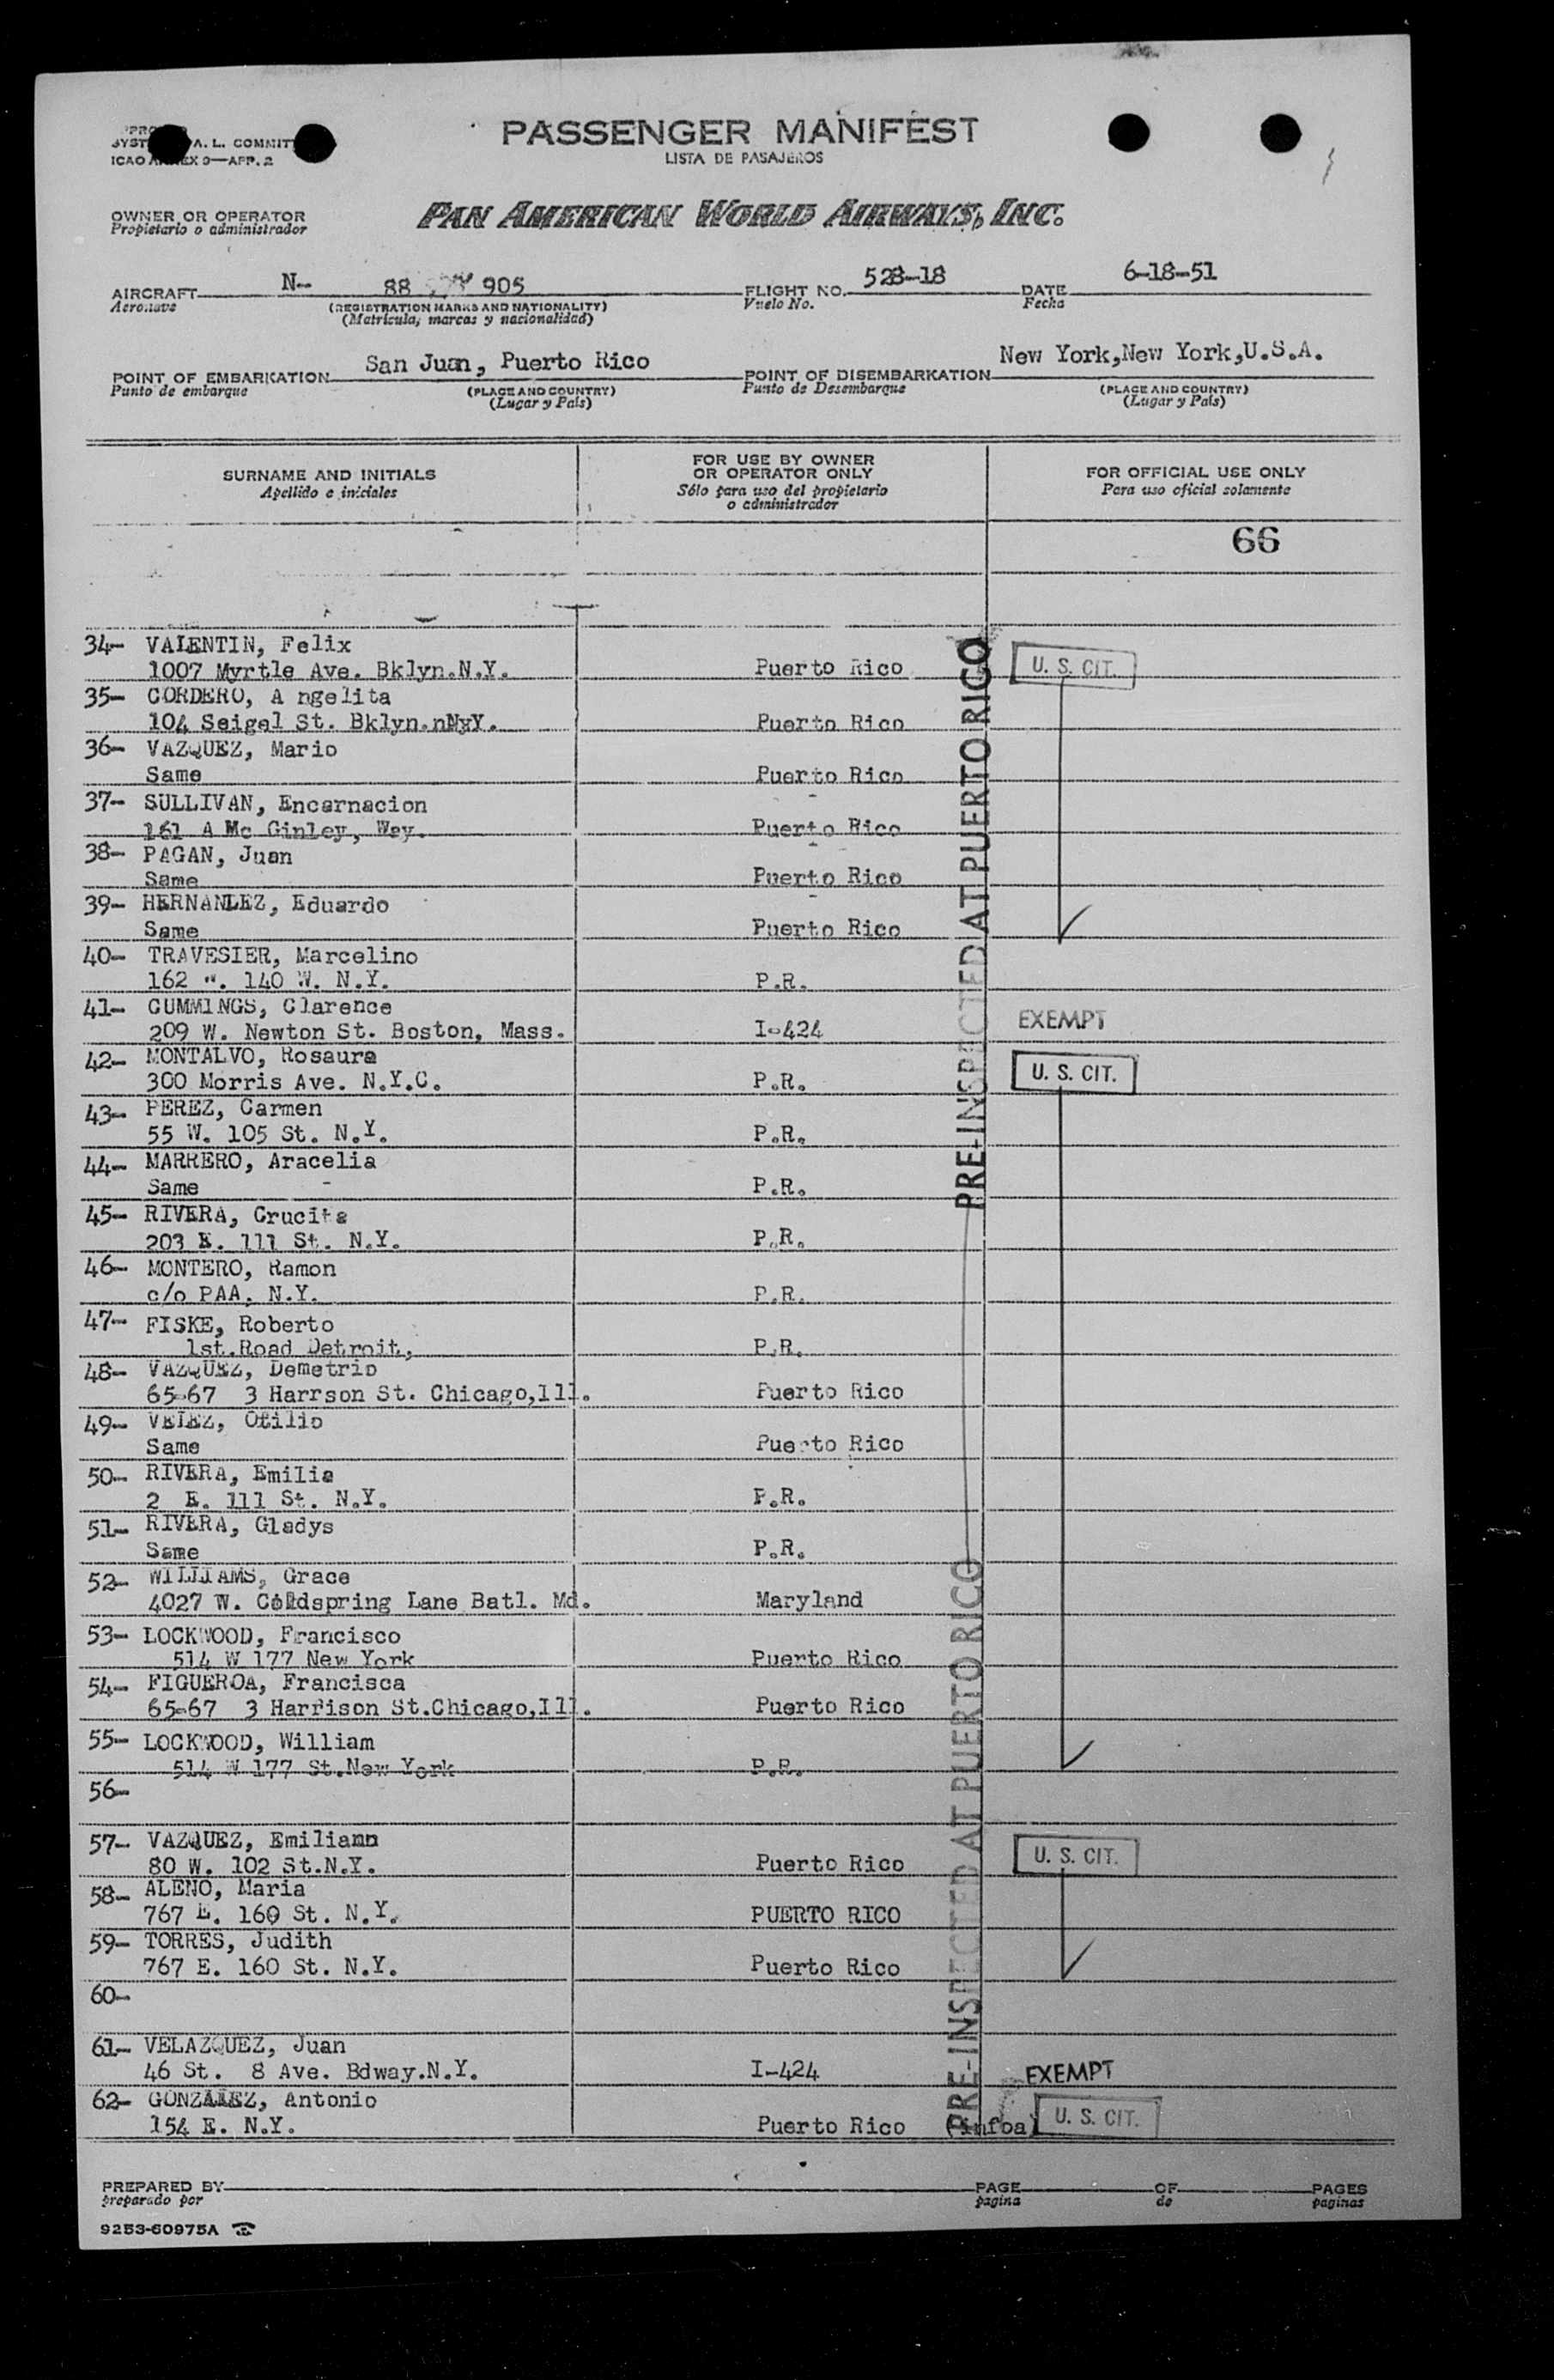 PASSENGER MANIFEST
LISTA DE PASAJEROS
A. L. COMMIT
ICAO ANNEX 9—APP. 2
OWNER OR OPERATOR
Propietario o administrador
PAN AMERICAN WORLD AIRWAYS, INC.
AIRCRAFT N- 88 905 FLIGHT NO. 528-18 DATE 6-18-51
Aeronave (REGISTRATION MARKS AND NATIONALITY) Vuelo No. Fecha
(Matrícula, marcas y nacionalidad)
POINT OF EMBARKATION San Juan, Puerto Rico POINT OF DISEMBARKATION New York,New York,U.S.A.
Punto de embarque (PLACE AND COUNTRY) Punto de Desembarque (PLACE AND COUNTRY)
(Lugar y País) (Lugar y País)
SURNAME AND INITIALS
Apellido e iniciales
FOR USE BY OWNER
OR OPERATOR ONLY
Sólo para uso del propietario
o administrador
FOR OFFICIAL USE ONLY
Para uso oficial solamente
66
34- VALENTIN, Felix
1007 Myrtle Ave. Bklyn.N.Y. Puerto Rico U. S. CIT.
35- CORDERO, A ngelita
104 Seigel St. Bklyn.nNxY. Puerto Rico
36- VAZQUEZ, Mario
Same Puerto Rico
37- SULLIVAN, Encarnacion
161 A Mc Ginley, Way. Puerto Rico
38- PAGAN, Juan
Same Puerto Rico
39- HERNANLEZ, Eduardo
Same Puerto Rico
40- TRAVESIER, Marcelino
162 W. 140 W. N.Y. P.R.
41- CUMMINGS, Clarence
209 W. Newton St. Boston, Mass. I-424 EXEMPT
42- MONTALVO, Rosaura
300 Morris Ave. N.Y.C. P.R. U. S. CIT.
43- PEREZ, Carmen
55 W. 105 St. N.Y. P.R.
44- MARRERO, Aracelia
Same P.R.
45- RIVERA, Crucita
203 E. 111 St. N.Y. P.R.
46- MONTERO, Ramon
c/o PAA. N.Y. P.R.
47- FISKE, Roberto
1st.Road Detroit, P.R.
48- VAZQUEZ, Demetrio
65-67 3 Harrson St. Chicago,Ill. Puerto Rico
49- VELEZ, Otilio
Same Puerto Rico
50- RIVERA, Emilia
2 E. 111 St. N.Y. P.R.
51- RIVERA, Gladys
Same P.R.
52- WILLIAMS, Grace
4027 W. Coldspring Lane Batl. Md. Maryland
53- LOCKWOOD, Francisco
514 W 177 New York Puerto Rico
54- FIGUEROA, Francisca
65-67 3 Harrison St.Chicago,Ill. Puerto Rico
55- LOCKWOOD, William
514 W 177 St.New York P.R.
56-
57- VAZQUEZ, Emiliano
80 W. 102 St.N.Y. Puerto Rico U. S. CIT.
58- ALENO, Maria
767 E. 160 St. N.Y. PUERTO RICO
59- TORRES, Judith
767 E. 160 St. N.Y. Puerto Rico
60-
61- VELAZQUEZ, Juan
46 St. 8 Ave. Bdway.N.Y. I-424 EXEMPT
62- GONZALEZ, Antonio
154 E. N.Y. Puerto Rico U. S. CIT.
PRE-INSPECTED AT PUERTO RICO
PRE-INSPECTED AT PUERTO RICO
PREPARED BY PAGE OF PAGES
preparado por pagina de paginas
9253-60975A